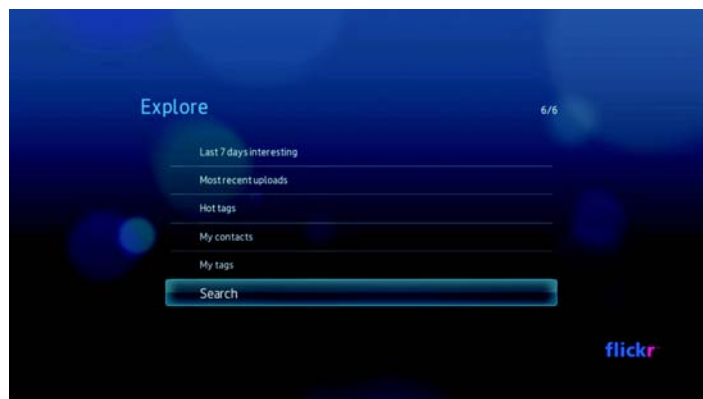 Explore
6/6
Last 7 days interesting
Most recent uploads
Hot tags
My contacts
My tags
Search
flickr